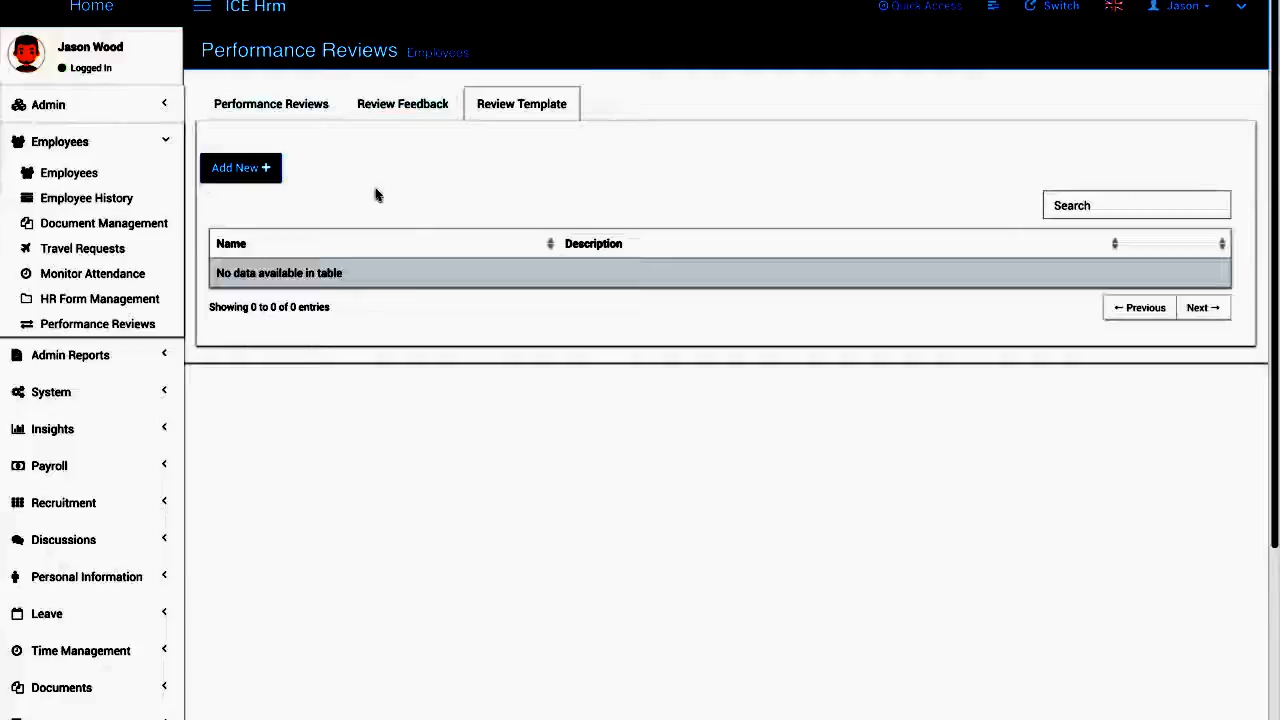 Home
ICE Hrm
Quick Access
Switch
Jason
Jason Wood
Logged In
Performance Reviews Employees
Admin
Employees
Employees
Employee History
Document Management
Travel Requests
Monitor Attendance
HR Form Management
Performance Reviews
Admin Reports
System
Insights
Payroll
Recruitment
Discussions
Personal Information
Leave
Time Management
Documents
Performance Reviews Review Feedback Review Template
Add New +
Search
Name Description
No data available in table
Showing 0 to 0 of 0 entries
← Previous Next →